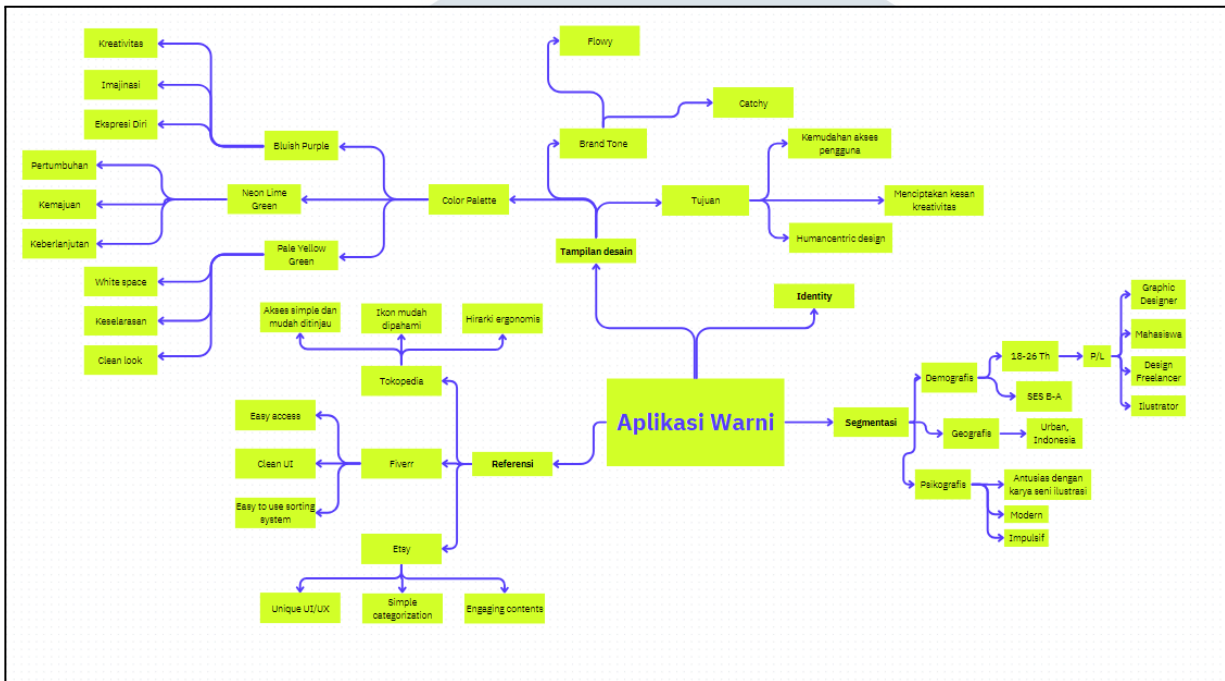 Flowy
Kreativitas
Imajinasi
Catchy
Ekspresi Diri
Bluish Purple
Brand Tone
Kemudahan akses
pengguna
Pertumbuhan
Neon Lime
Green
Color Palette
Tujuan
Menciptakan kesan
kreativitas
Kemajuan
Keberlanjutan
Pale Yellow
Green
Tampilan desain
Humancentric design
White space
Keselarasan
Clean look
Akses simple dan
mudah ditinjau
Ikon mudah
dipahami
Hirarki ergonomis
Tokopedia
Identity
Graphic
Designer
Mahasiswa
Design
Freelancer
Ilustrator
18-26 Th
P/L
Demografis
SES B-A
Aplikasi Warni
Segmentasi
Geografis
Urban,
Indonesia
Psikografis
Antusias dengan
karya seni ilustrasi
Modern
Impulsif
Easy access
Clean UI
Fiverr
Referensi
Easy to use sorting
system
Etsy
Unique UI/UX
Simple
categorization
Engaging contents